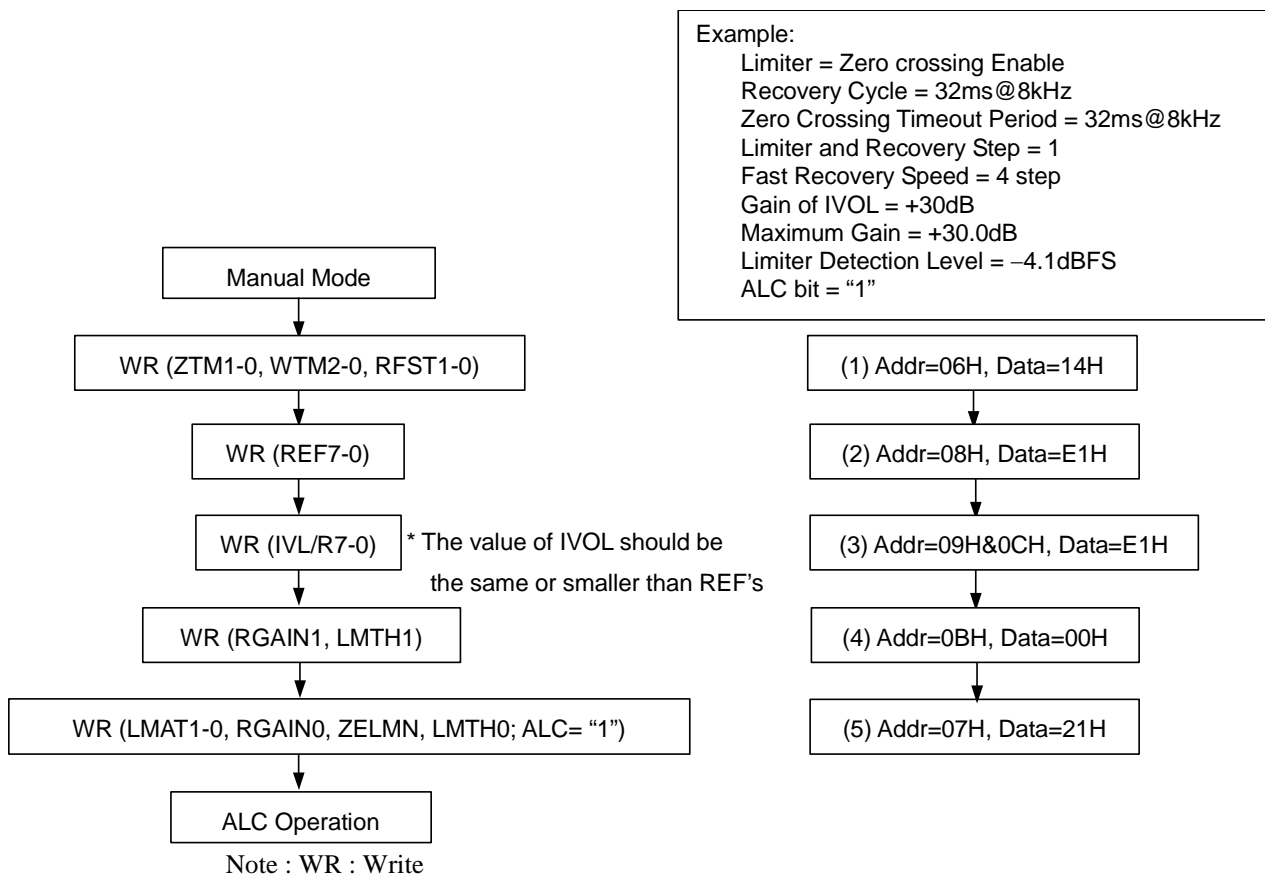 Example:
Limiter = Zero crossing Enable
Recovery Cycle = 32ms@8kHz
Zero Crossing Timeout Period = 32ms@8kHz
Limiter and Recovery Step = 1
Fast Recovery Speed = 4 step
Gain of IVOL = +30dB
Maximum Gain = +30.0dB
Limiter Detection Level = −4.1dBFS
ALC bit = “1”
Manual Mode
WR (ZTM1-0, WTM2-0, RFST1-0)
WR (REF7-0)
WR (IVL/R7-0)
* The value of IVOL should be
the same or smaller than REF’s
WR (RGAIN1, LMTH1)
WR (LMAT1-0, RGAIN0, ZELMN, LMTH0; ALC= “1”)
ALC Operation
Note : WR : Write
(1) Addr=06H, Data=14H
(2) Addr=08H, Data=E1H
(3) Addr=09H&0CH, Data=E1H
(4) Addr=0BH, Data=00H
(5) Addr=07H, Data=21H